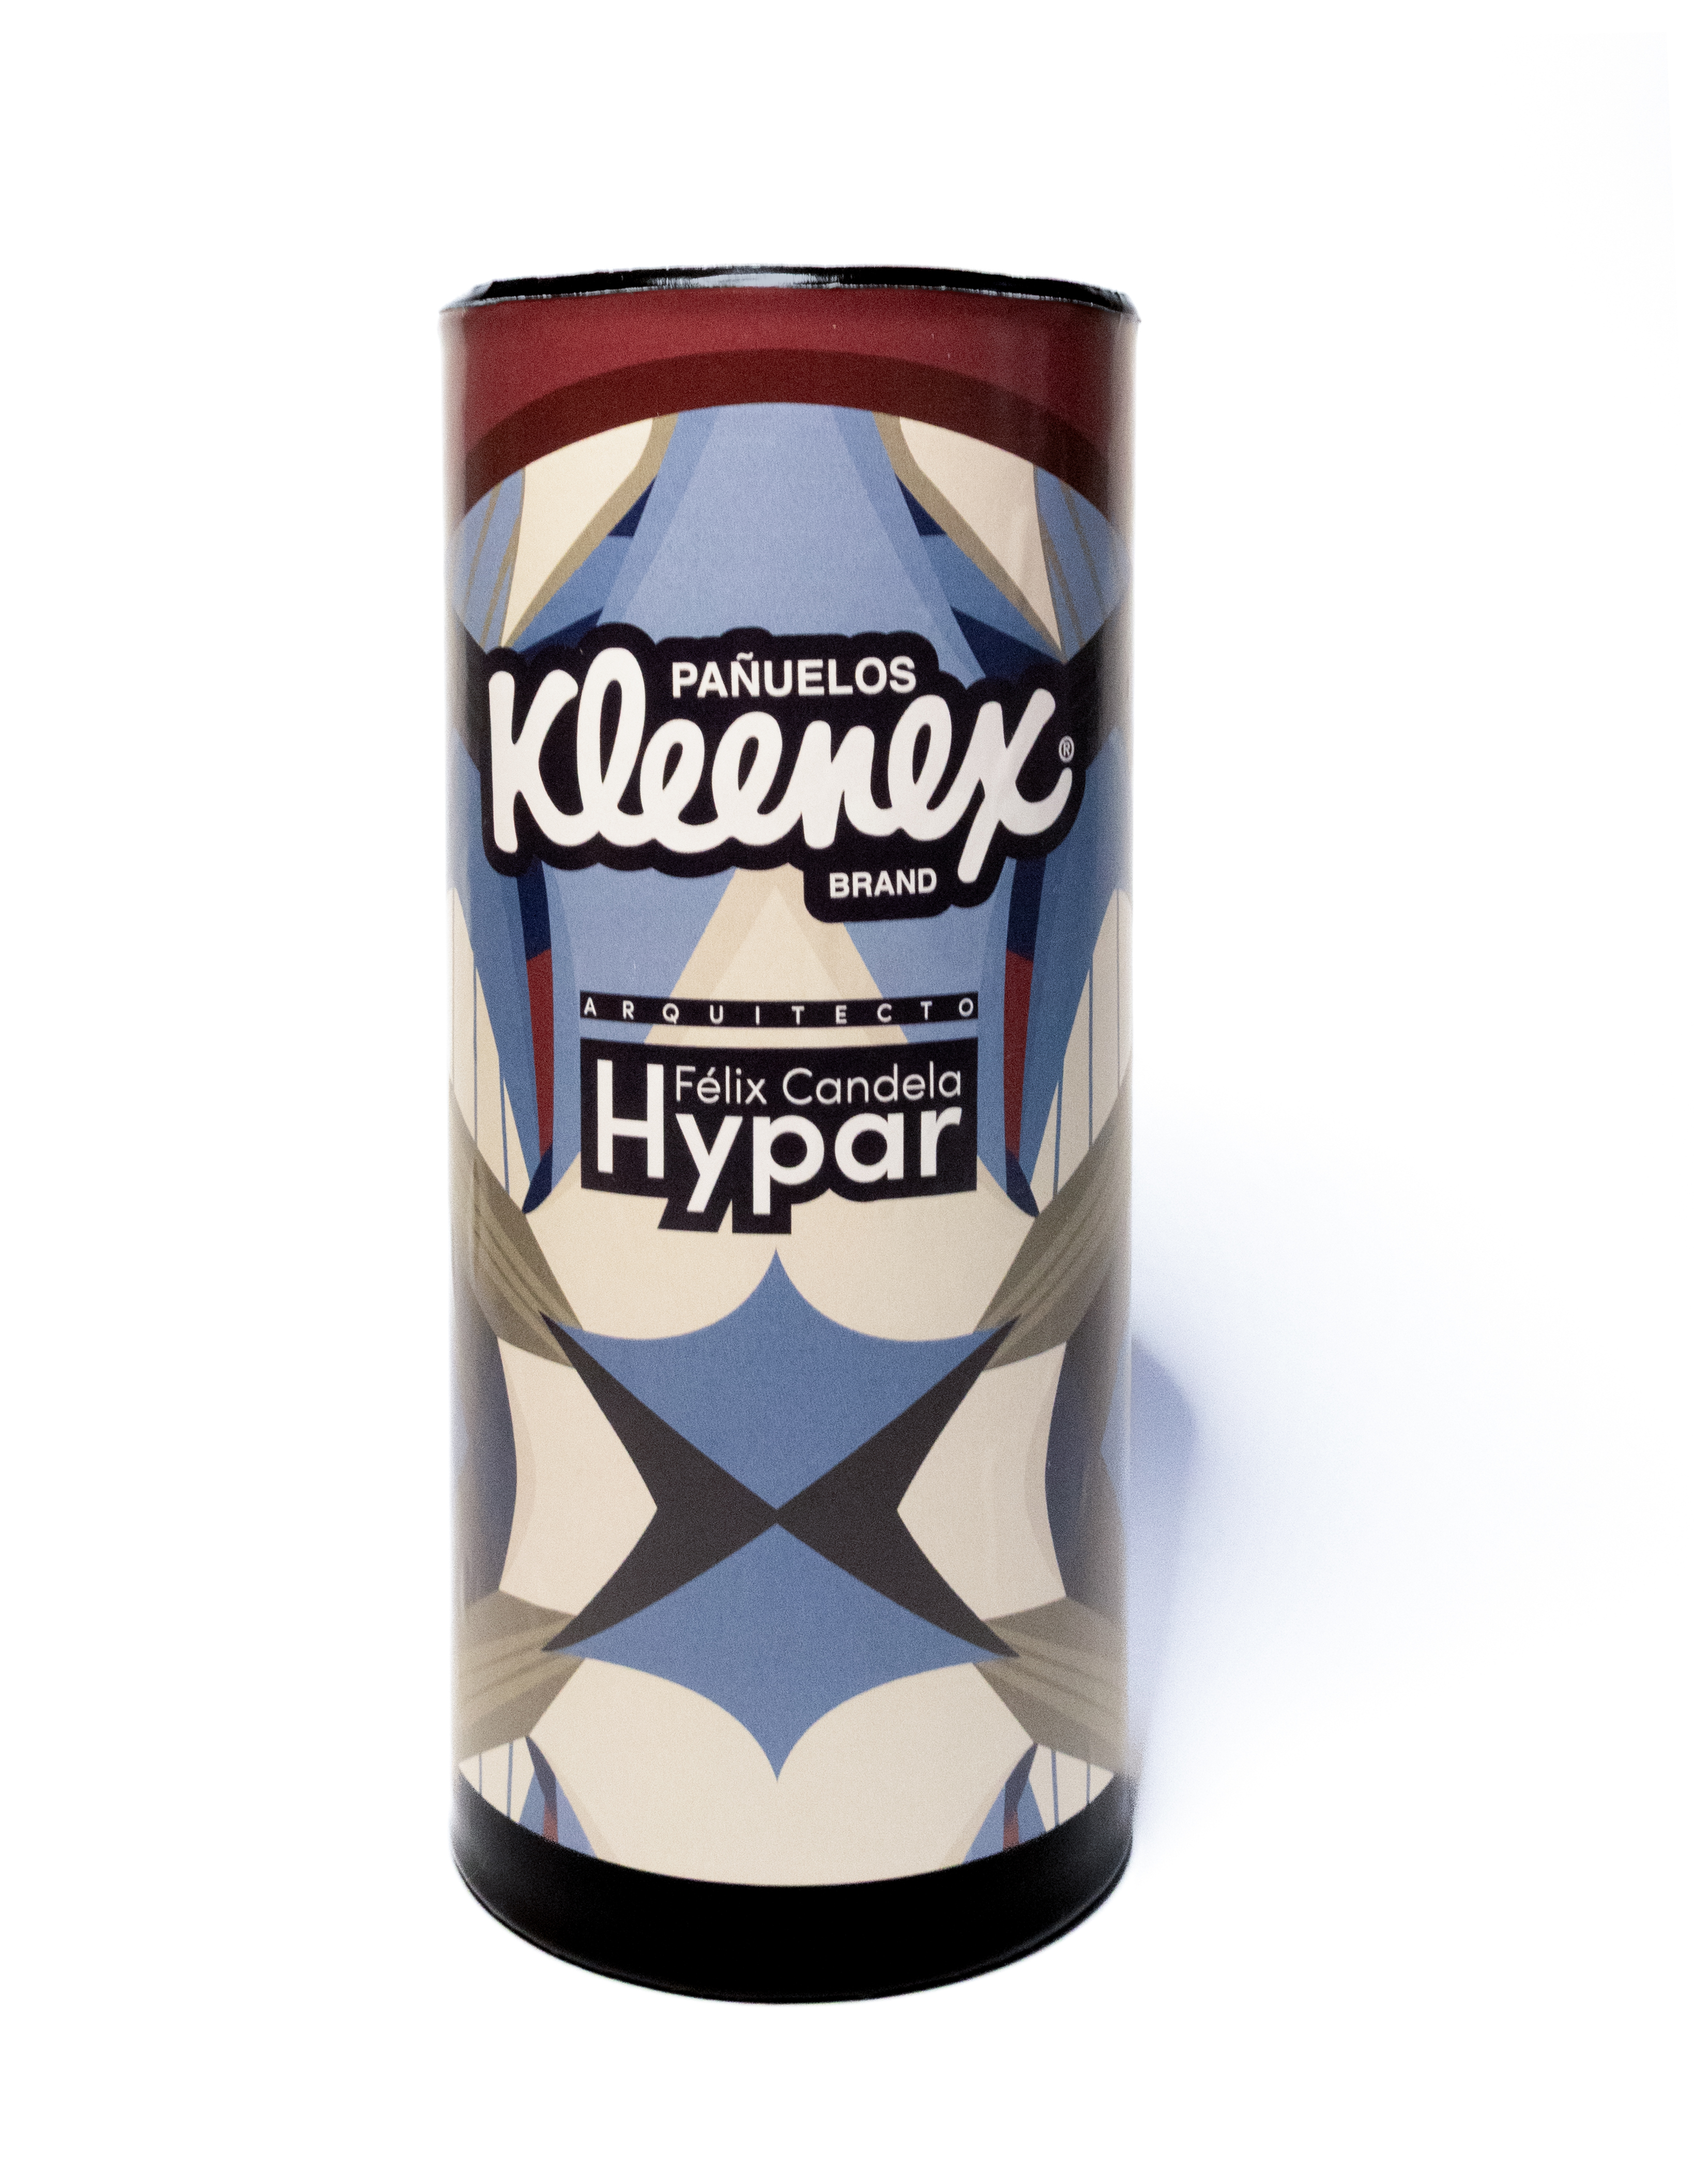 PAÑUELOS
Kleenex®
BRAND
ARQUITECTO
Félix Candela
Hypar